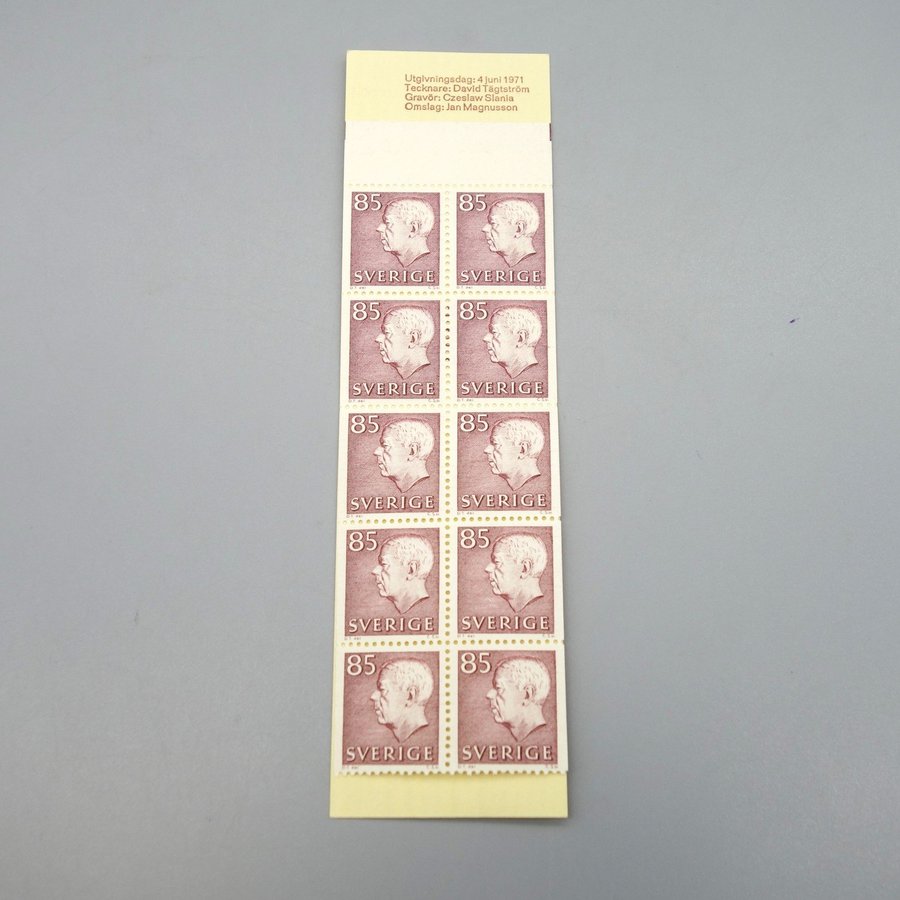 Utgivningsdag: 4 juni 1971
Tecknare: David Tägtström
Gravör: Czeslaw Slania
Omslag: Jan Magnusson
85 85
SVERIGE SVERIGE
85 85
SVERIGE SVERIGE
85 85
SVERIGE SVERIGE
85 85
SVERIGE SVERIGE
85 85
SVERIGE SVERIGE